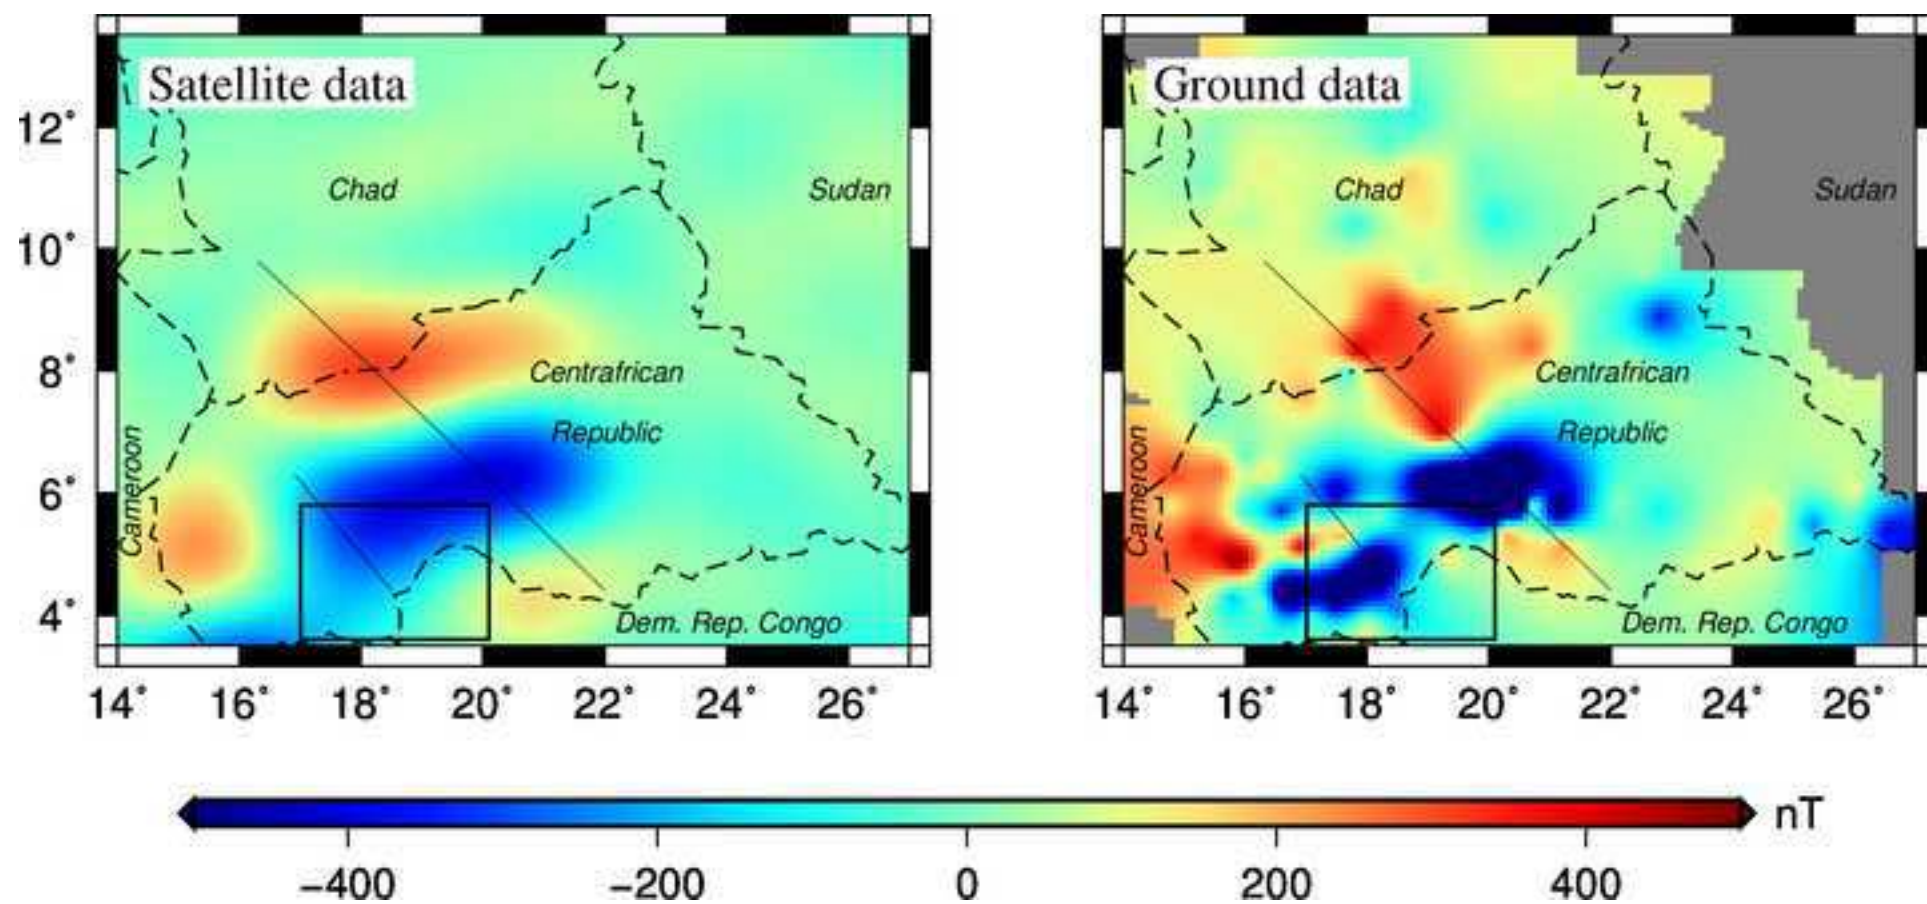 Satellite data
Ground data
12°
10°
8°
6°
4°
Chad
Sudan
Centrafrican
Republic
Cameroon
Dem. Rep. Congo
Chad
Sudan
Centrafrican
Republic
Cameroon
Dem. Rep. Congo
14° 16° 18° 20° 22° 24° 26°
14° 16° 18° 20° 22° 24° 26°
nT
−400 −200 0 200 400